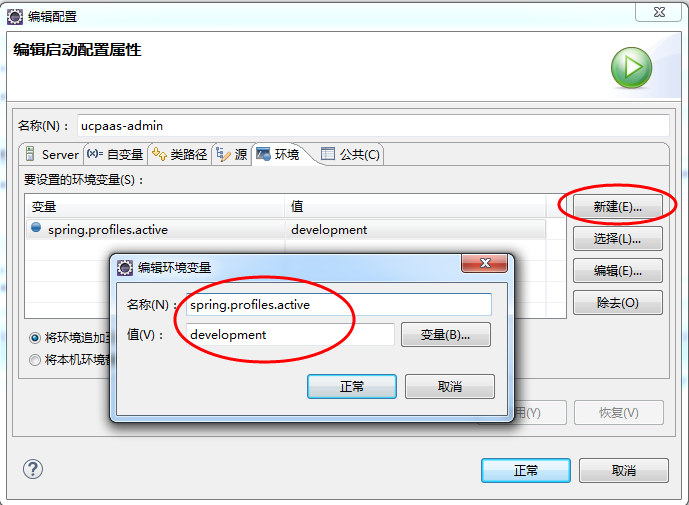 编辑配置
编辑启动配置属性
名称(N)： ucpaas-admin
Server (x)= 自变量 类路径 源 环境 公共(C)
要设置的环境变量(S)：
变量 值
新建(E)...
spring.profiles.active development
选择(L)...
编辑环境变量
编辑(E)...
名称(N)： spring.profiles.active
除去(O)
值(V)： development 变量(B)...
将环境追加至
将本机环境
正常 取消
用(Y) 恢复(V)
?
正常 取消